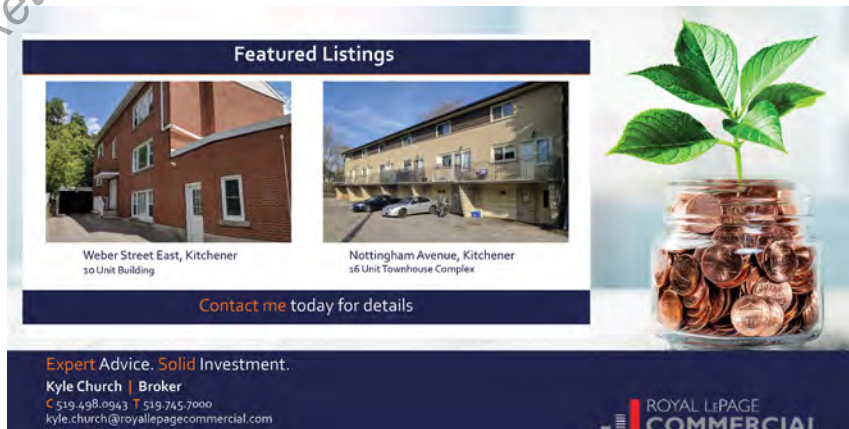 Featured Listings
Weber Street East, Kitchener
10 Unit Building
Nottingham Avenue, Kitchener
16 Unit Townhouse Complex
Contact me today for details
Expert Advice. Solid Investment.
Kyle Church | Broker
C 519.498.0943 T 519.745.7000
kyle.church@royallepagecommercial.com
ROYAL LEPAGE
COMMERCIAL